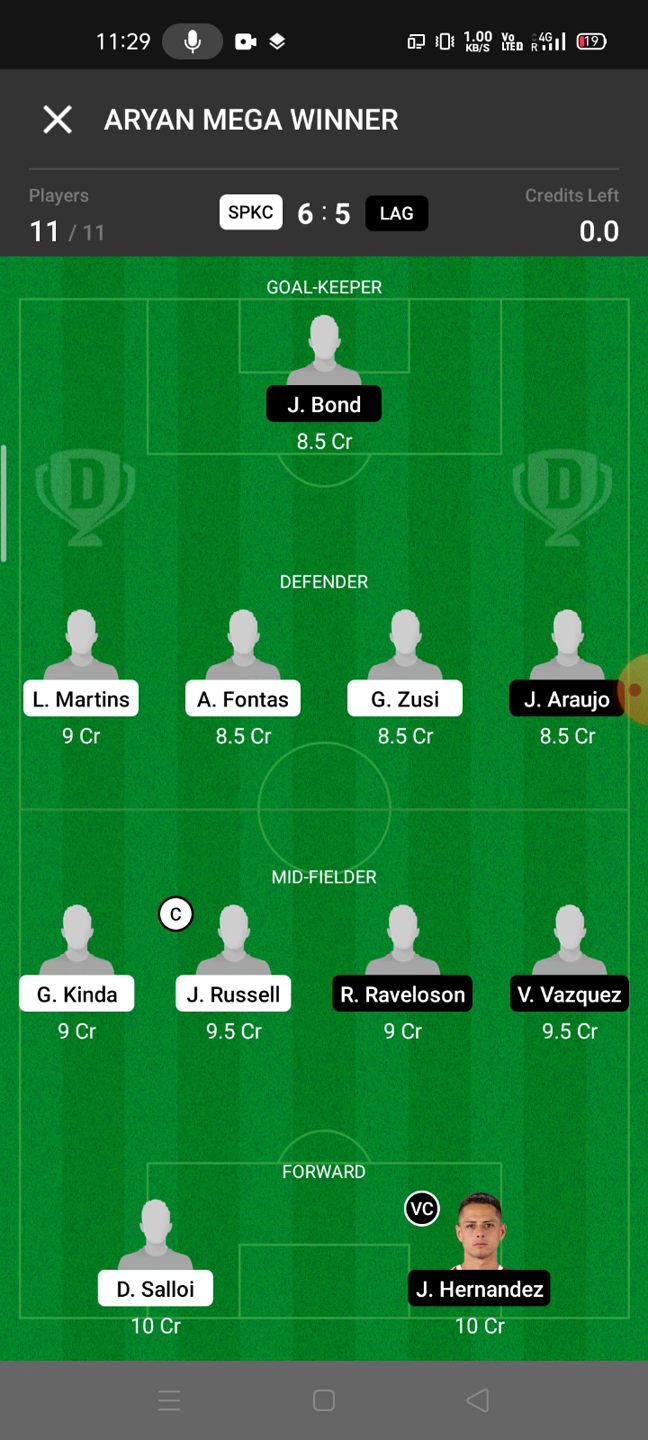 11:29
1.00
KB/S
Vo
LTED
4G
R
19
ARYAN MEGA WINNER
Players
Credits Left
11 / 11
SPKC 6 : 5 LAG
0.0
GOAL-KEEPER
J. Bond
8.5 Cr
D D
DEFENDER
L. Martins A. Fontas G. Zusi J. Araujo
9 Cr 8.5 Cr 8.5 Cr 8.5 Cr
MID-FIELDER
C
G. Kinda J. Russell R. Raveloson V. Vazquez
9 Cr 9.5 Cr 9 Cr 9.5 Cr
FORWARD
VC
D. Salloi J. Hernandez
10 Cr 10 Cr